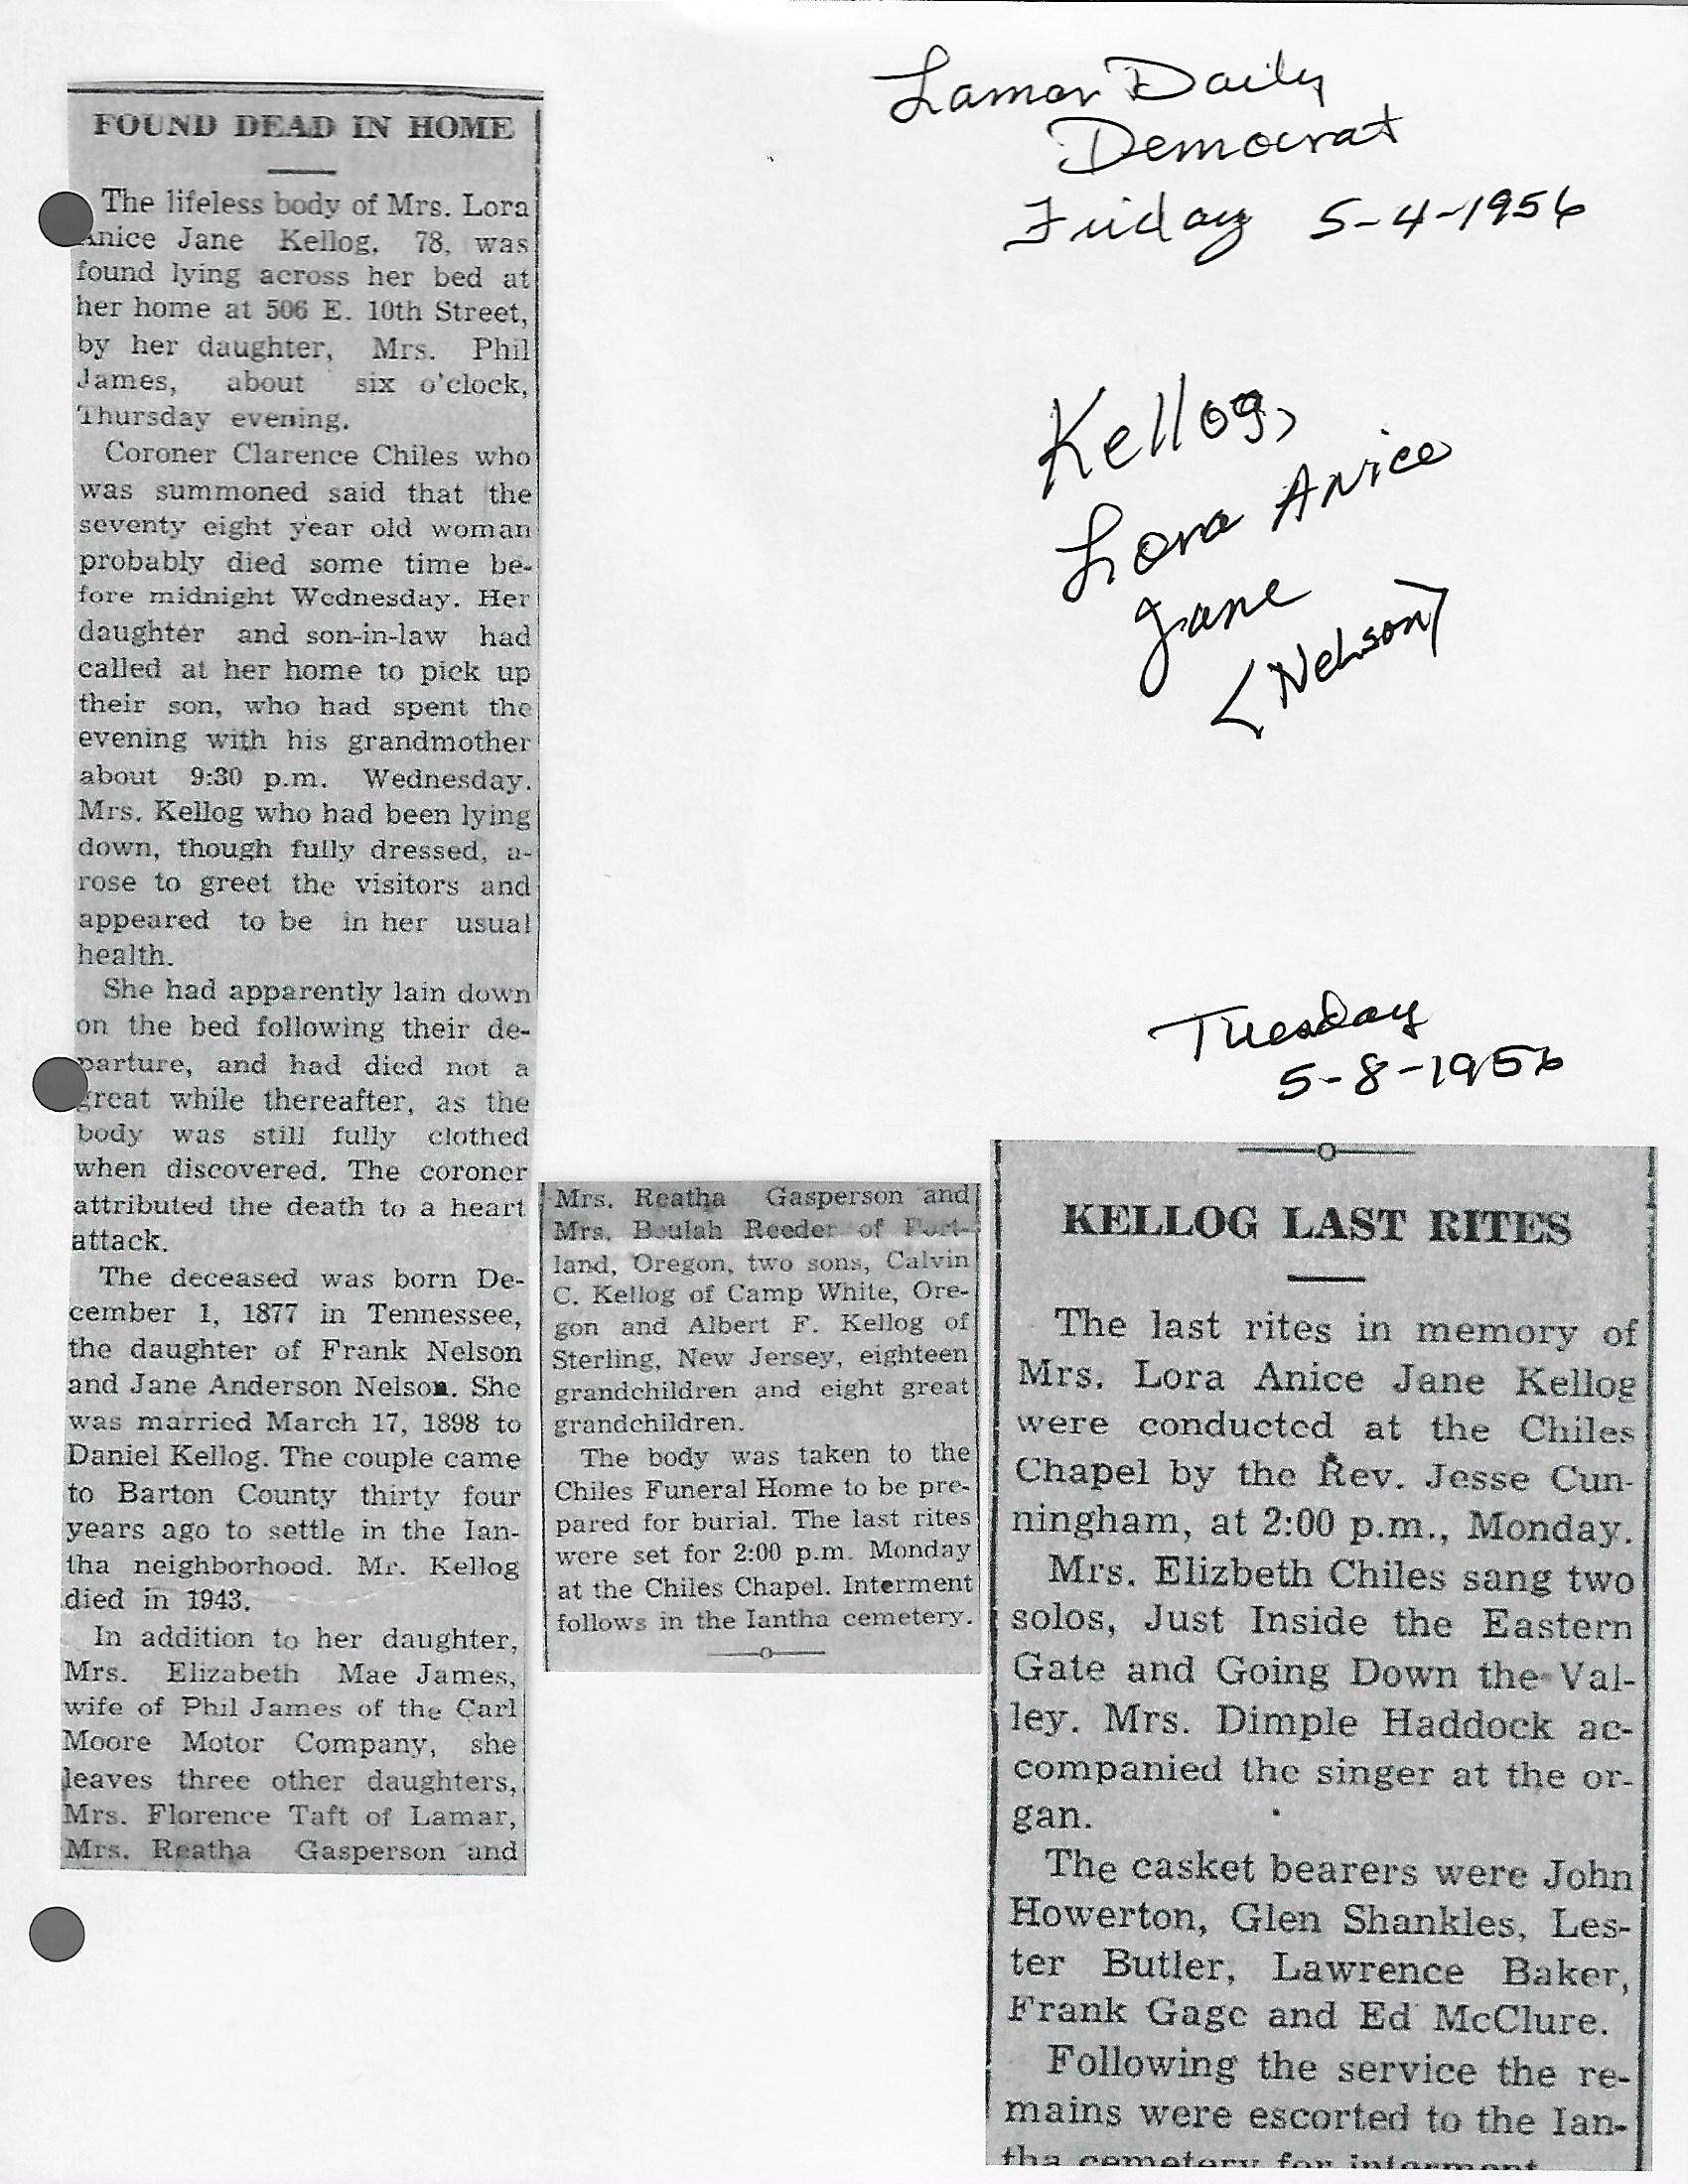 Lamar Daily
Democrat
Friday 5-4-1956
Kellog,
Lora Anice
Jane
<Nelson>
FOUND DEAD IN HOME
The lifeless body of Mrs. Lora
Anice Jane Kellog, 78, was
found lying across her bed at
her home at 506 E. 10th Street,
by her daughter, Mrs. Phil
James, about six o'clock,
Thursday evening.
Coroner Clarence Chiles who
was summoned said that the
seventy eight year old woman
probably died some time be-
fore midnight Wednesday. Her
daughter and son-in-law had
called at her home to pick up
their son, who had spent the
evening with his grandmother
about 9:30 p.m. Wednesday.
Mrs. Kellog who had been lying
down, though fully dressed, a-
rose to greet the visitors and
appeared to be in her usual
health.
She had apparently lain down
on the bed following their de-
parture, and had died not a
great while thereafter, as the
body was still fully clothed
when discovered. The coroner
attributed the death to a heart
attack.
The deceased was born De-
cember 1, 1877 in Tennessee,
the daughter of Frank Nelson
and Jane Anderson Nelson. She
was married March 17, 1898 to
Daniel Kellog. The couple came
to Barton County thirty four
years ago to settle in the Ian-
tha neighborhood. Mr. Kellog
died in 1943.
In addition to her daughter,
Mrs. Elizabeth Mae James,
wife of Phil James of the Carl
Moore Motor Company, she
leaves three other daughters,
Mrs. Florence Taft of Lamar,
Mrs. Reatha Gasperson and
Mrs. Reatha Gasperson and
Mrs. Beulah Reeder of Port-
land, Oregon, two sons, Calvin
C. Kellog of Camp White, Ore-
gon and Albert F. Kellog of
Sterling, New Jersey, eighteen
grandchildren and eight great
grandchildren.
The body was taken to the
Chiles Funeral Home to be pre-
pared for burial. The last rites
were set for 2:00 p.m. Monday
at the Chiles Chapel. Interment
follows in the Iantha cemetery.
Tuesday
5-8-1956
KELLOG LAST RITES
The last rites in memory of
Mrs. Lora Anice Jane Kellog
were conducted at the Chiles
Chapel by the Rev. Jesse Cun-
ningham, at 2:00 p.m., Monday.
Mrs. Elizbeth Chiles sang two
solos, Just Inside the Eastern
Gate and Going Down the Val-
ley. Mrs. Dimple Haddock ac-
companied the singer at the or-
gan.
The casket bearers were John
Howerton, Glen Shankles, Les-
ter Butler, Lawrence Baker,
Frank Gage and Ed McClure.
Following the service the re-
mains were escorted to the Ian-
tha cemetery for interment